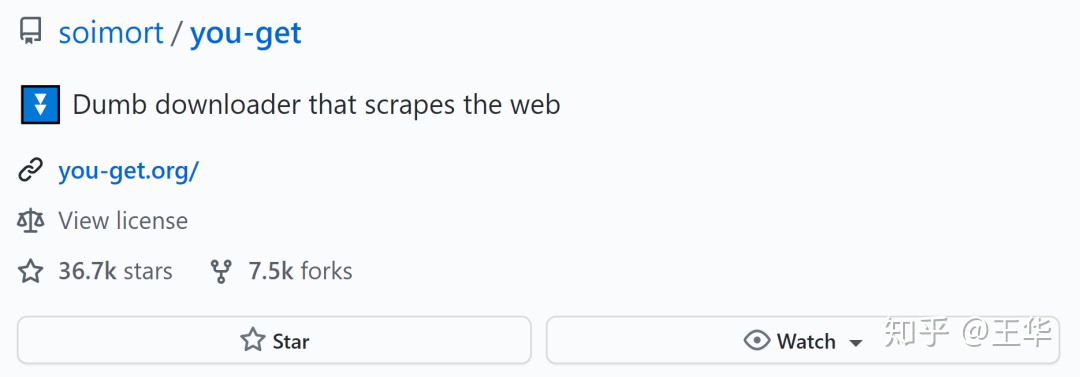 soimort / you-get
Dumb downloader that scrapes the web
you-get.org/
View license
36.7k stars 7.5k forks
Star Watch
知乎 @王华